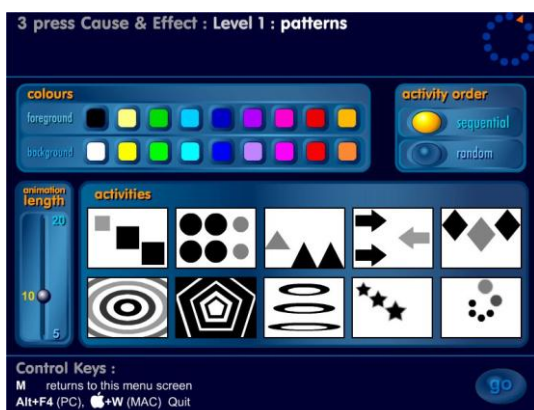 3 press Cause & Effect : Level 1 : patterns
colours
foreground
background
activity order
sequential
random
animation
length
20
10
5
activities
Control Keys :
M returns to this menu screen
Alt+F4 (PC), +W (MAC) Quit
go